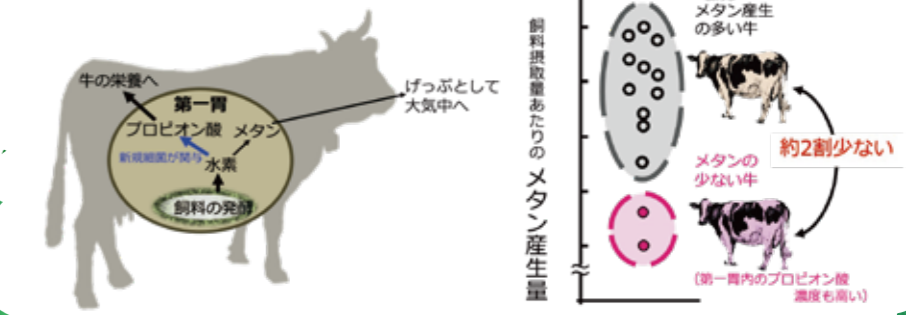 牛の栄養へ
第一胃
プロピオン酸
メタン
新規細菌が関与
水素
飼料の発酵
げっぷとして
大気中へ
飼料摂取量あたりの
メタン産生量
メタン産生
の多い牛
約2割少ない
メタンの
少ない牛
(第一胃内のプロピオン酸
濃度も高い)